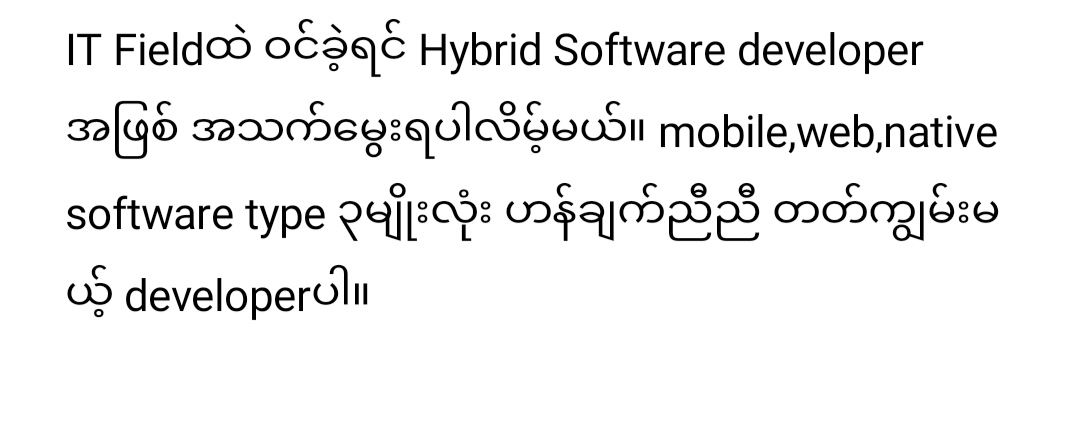 IT Fieldထဲ ဝင်ခဲ့ရင် Hybrid Software developer
အဖြစ် အသက်မွေးရပါလိမ့်မယ်။ mobile,web,native
software type ၃မျိုးလုံး ဟန်ချက်ညီညီ တတ်ကျွမ်းမ
ယ့် developerပါ။